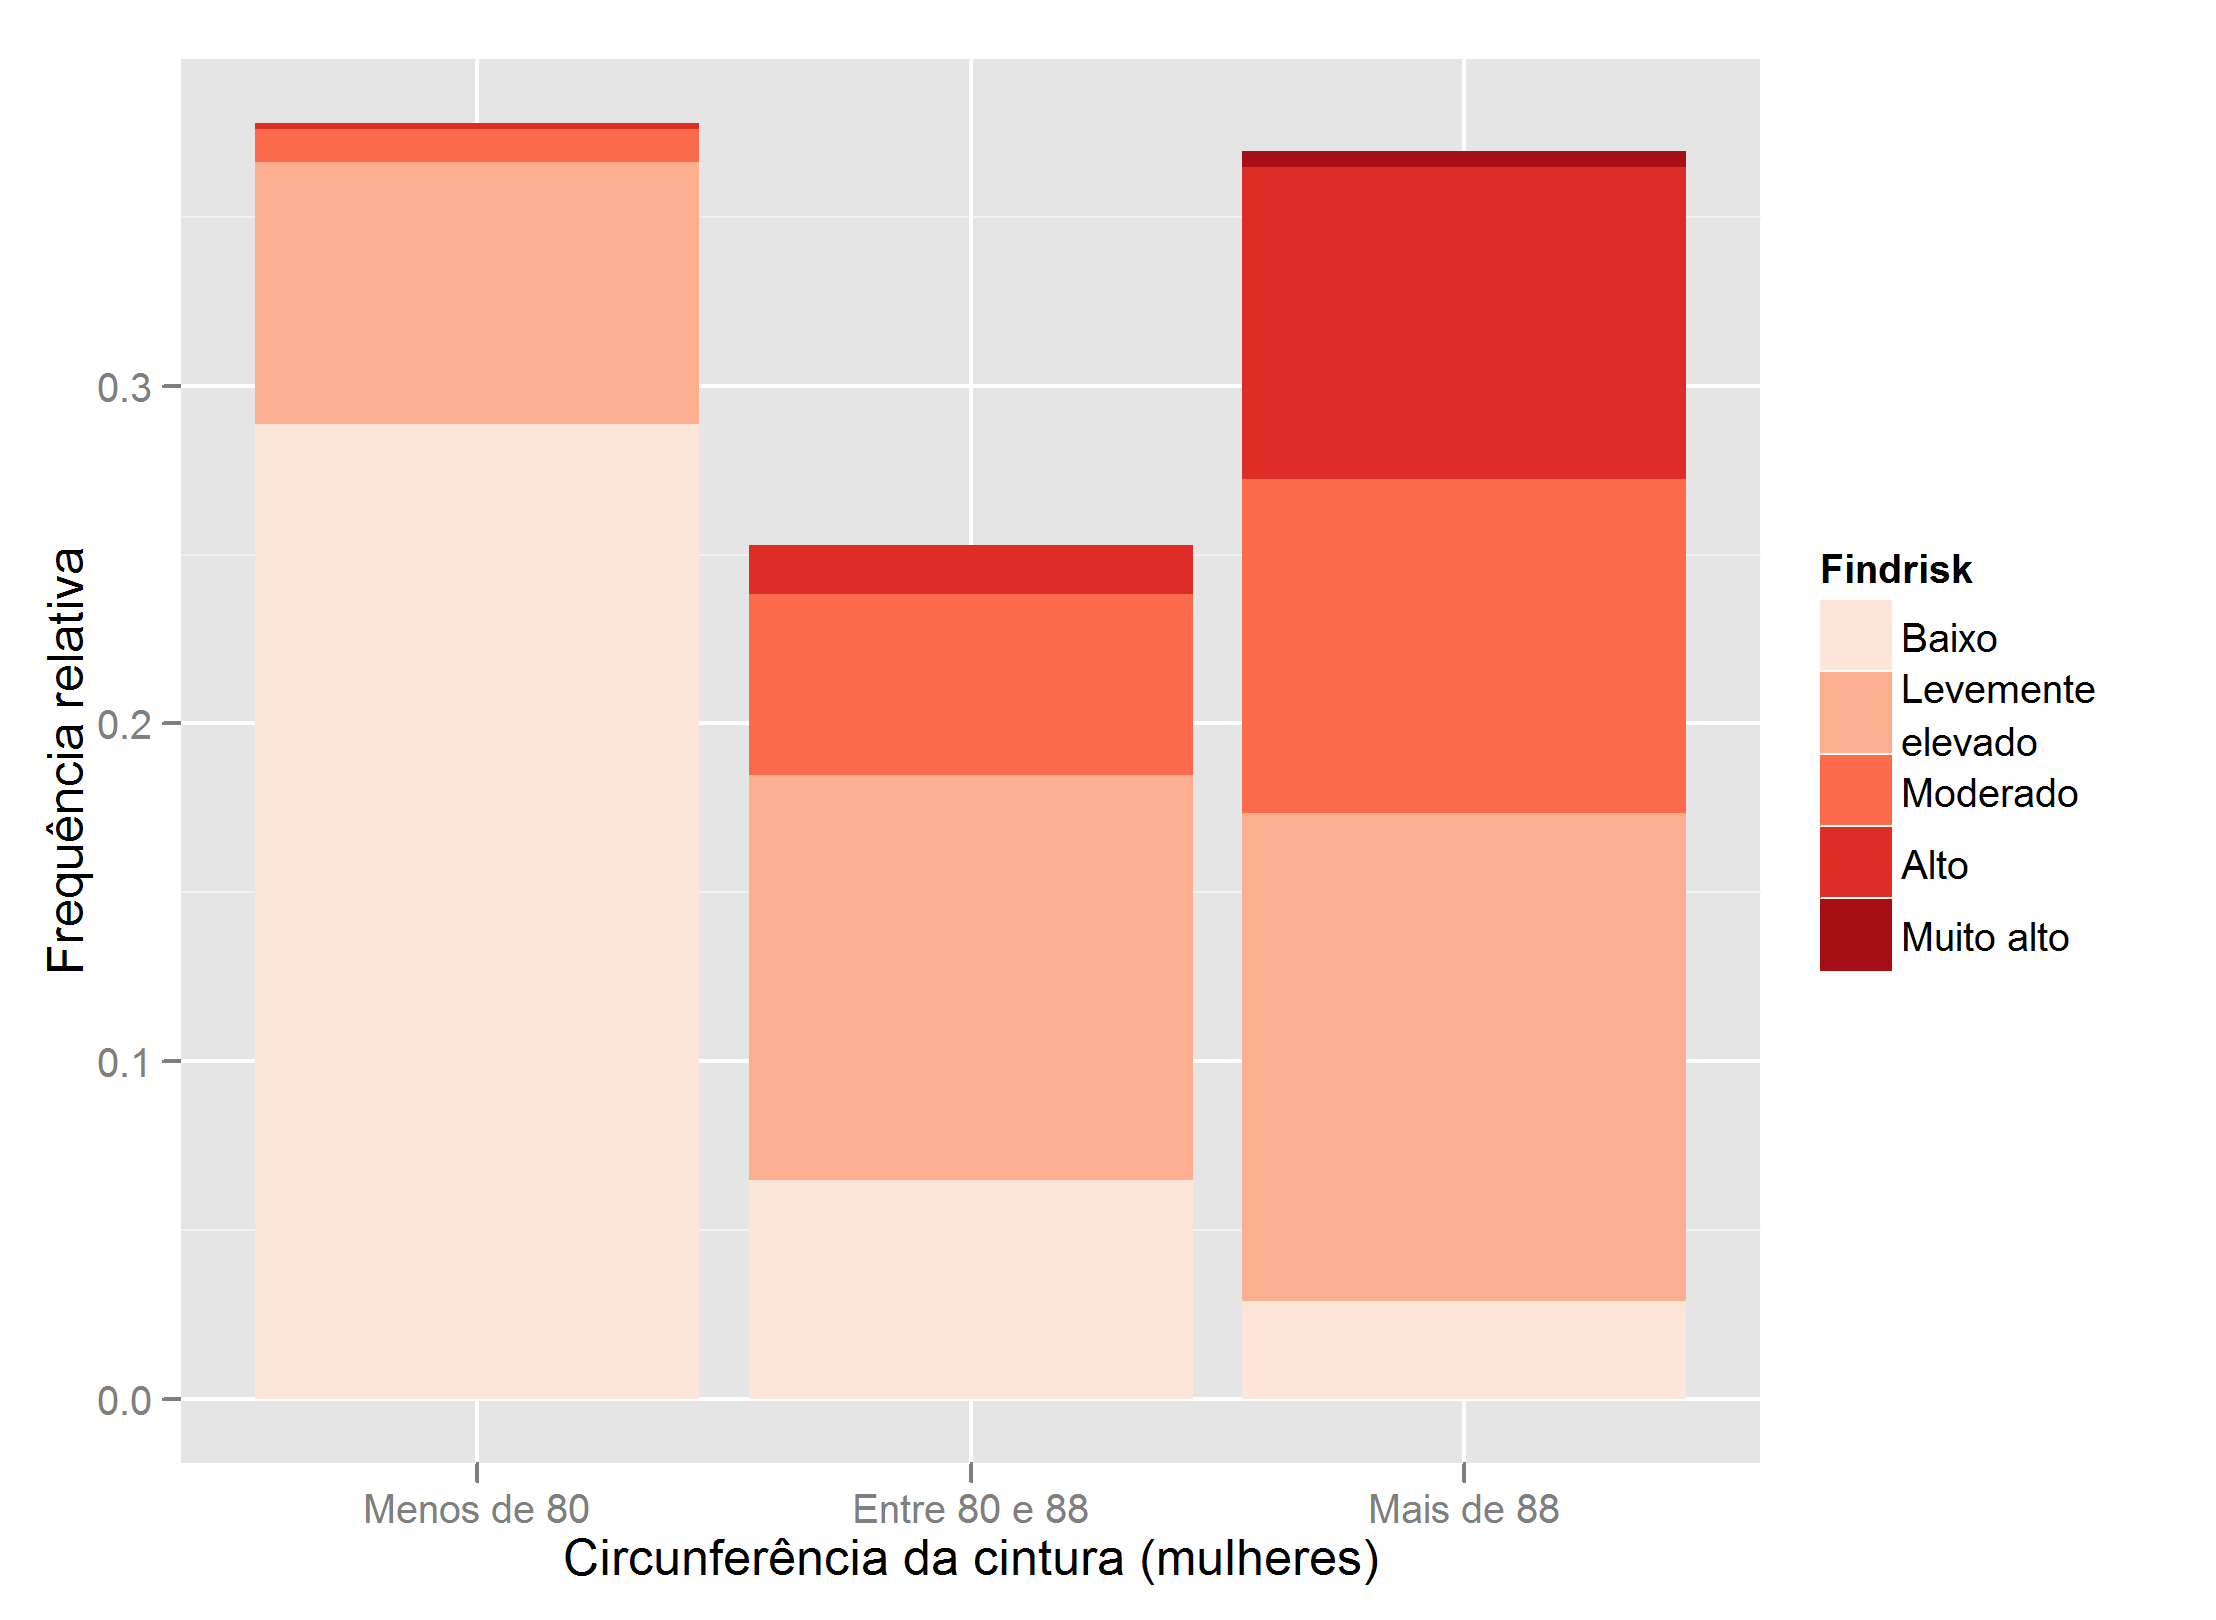 Frequência relativa
0.3
0.2
0.1
0.0
Menos de 80
Entre 80 e 88
Mais de 88
Circunferência da cintura (mulheres)
Findrisk
Baixo
Levemente
elevado
Moderado
Alto
Muito alto